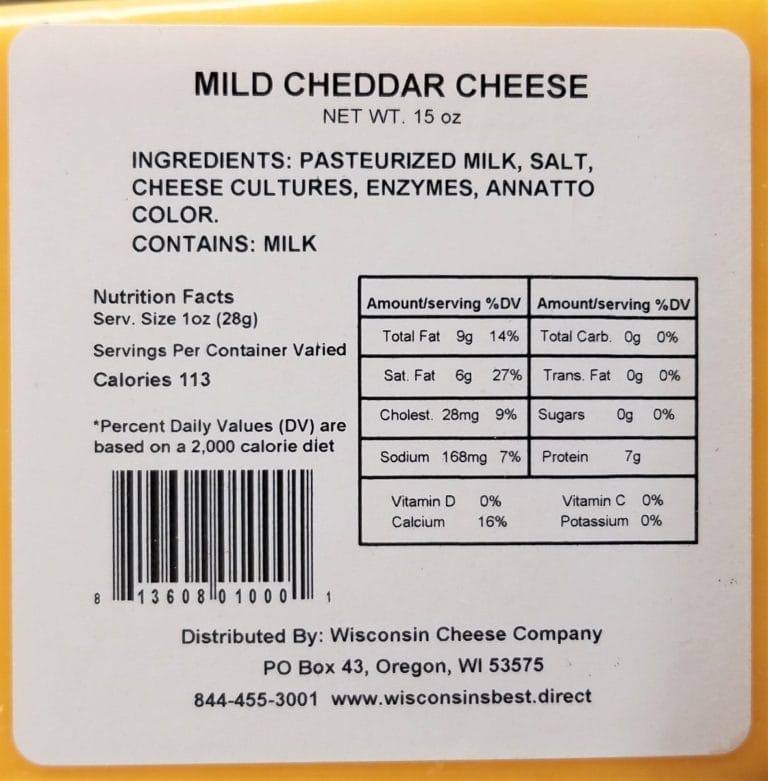 MILD CHEDDAR CHEESE
NET WT. 15 oz
INGREDIENTS: PASTEURIZED MILK, SALT,
CHEESE CULTURES, ENZYMES, ANNATTO
COLOR.
CONTAINS: MILK
Nutrition Facts
Serv. Size 1oz (28g)
Servings Per Container Varied
Calories 113
*Percent Daily Values (DV) are
based on a 2,000 calorie diet
Amount/serving %DV Amount/serving %DV
Total Fat 9g 14% Total Carb. 0g 0%
Sat. Fat 6g 27% Trans. Fat 0g 0%
Cholest. 28mg 9% Sugars 0g 0%
Sodium 168mg 7% Protein 7g
Vitamin D 0% Vitamin C 0%
Calcium 16% Potassium 0%
8 13608 01000 1
Distributed By: Wisconsin Cheese Company
PO Box 43, Oregon, WI 53575
844-455-3001 www.wisconsinsbest.direct